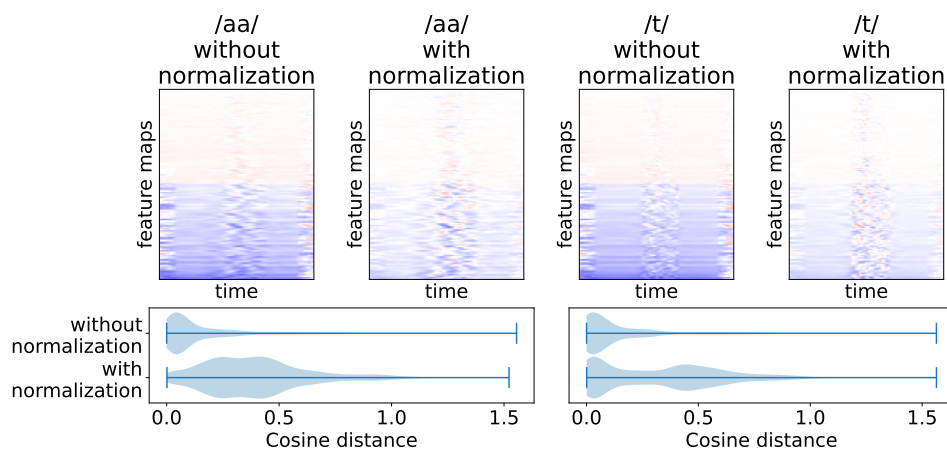 /aa/
without
normalization
/aa/
with
normalization
/t/
without
normalization
/t/
with
normalization
feature maps
feature maps
feature maps
feature maps
time
time
time
time
without
normalization
with
normalization
0.0
0.5
1.0
1.5
Cosine distance
0.0
0.5
1.0
1.5
Cosine distance